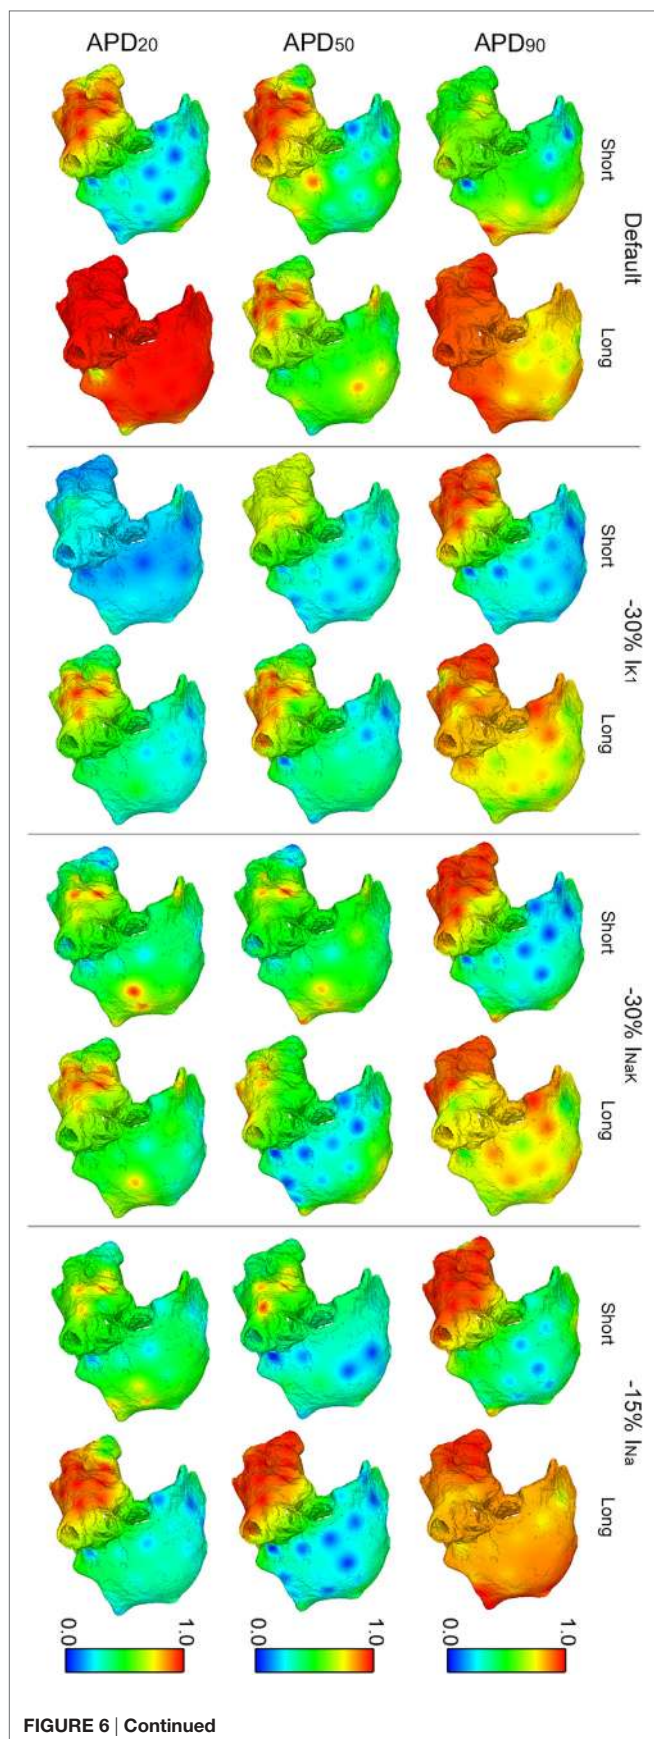 APD20 APD50 APD90
Short
Default
Long
Short
-30% IK1
Long
Short
-30% INaK
Long
Short
-15% INa
Long
0.0 1.0 0.0 1.0 0.0 1.0
FIGURE 6 | Continued